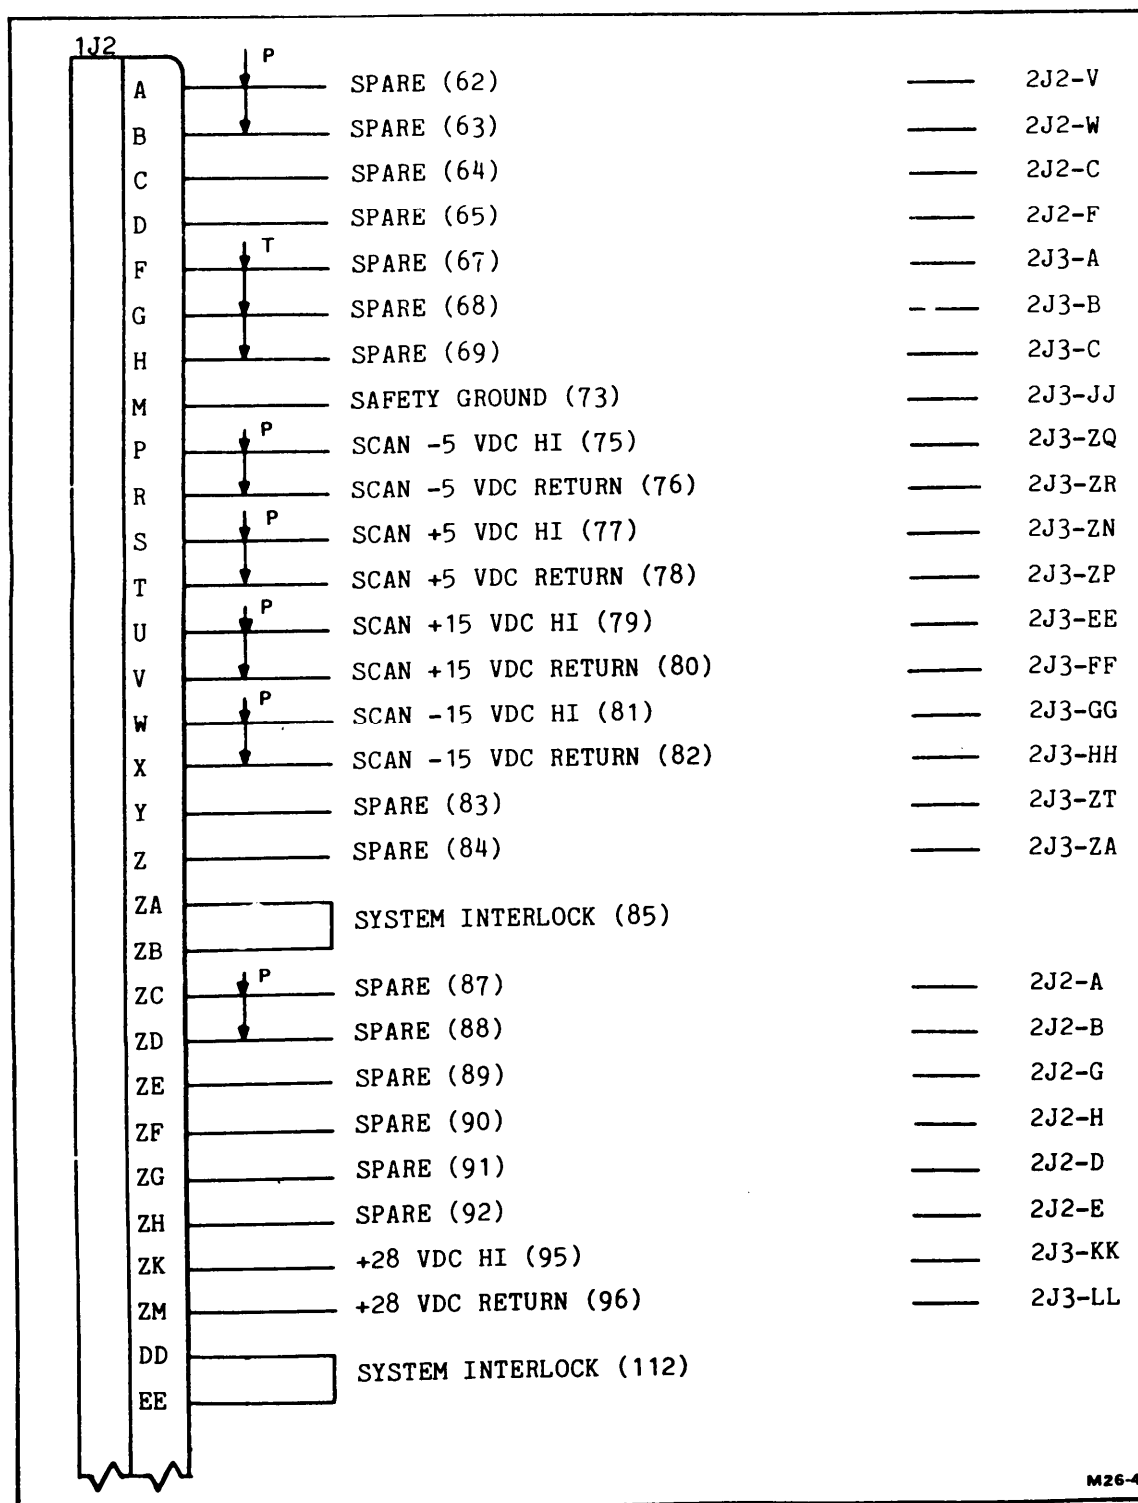 1J2
P
A SPARE (62) 2J2-V
B SPARE (63) 2J2-W
C SPARE (64) 2J2-C
D SPARE (65) 2J2-F
T
F SPARE (67) 2J3-A
G SPARE (68) 2J3-B
H SPARE (69) 2J3-C
M SAFETY GROUND (73) 2J3-JJ
P
P SCAN -5 VDC HI (75) 2J3-ZQ
R SCAN -5 VDC RETURN (76) 2J3-ZR
P
S SCAN +5 VDC HI (77) 2J3-ZN
T SCAN +5 VDC RETURN (78) 2J3-ZP
P
U SCAN +15 VDC HI (79) 2J3-EE
V SCAN +15 VDC RETURN (80) 2J3-FF
P
W SCAN -15 VDC HI (81) 2J3-GG
X SCAN -15 VDC RETURN (82) 2J3-HH
Y SPARE (83) 2J3-ZT
Z SPARE (84) 2J3-ZA
ZA
SYSTEM INTERLOCK (85)
ZB
P
ZC SPARE (87) 2J2-A
ZD SPARE (88) 2J2-B
ZE SPARE (89) 2J2-G
ZF SPARE (90) 2J2-H
ZG SPARE (91) 2J2-D
ZH SPARE (92) 2J2-E
ZK +28 VDC HI (95) 2J3-KK
ZM +28 VDC RETURN (96) 2J3-LL
DD
SYSTEM INTERLOCK (112)
EE
M26-4